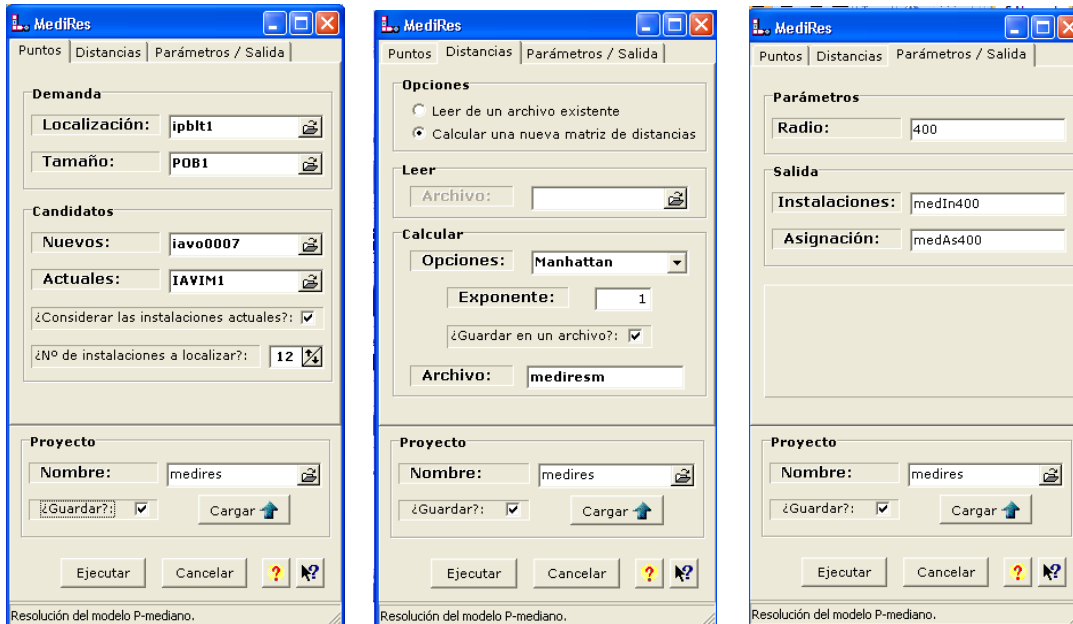 MediRes
Puntos Distancias Parámetros / Salida
Demanda
Localización: ipblt1
Tamaño: POB1
Candidatos
Nuevos: iavo0007
Actuales: IAVIM1
¿Considerar las instalaciones actuales?:
¿Nº de instalaciones a localizar?: 12
Proyecto
Nombre: medires
¿Guardar?: Cargar
Ejecutar Cancelar ? ?
Resolución del modelo P-mediano.
MediRes
Puntos Distancias Parámetros / Salida
Opciones
Leer de un archivo existente
Calcular una nueva matriz de distancias
Leer
Archivo:
Calcular
Opciones: Manhattan
Exponente: 1
¿Guardar en un archivo?:
Archivo: mediresm
Proyecto
Nombre: medires
¿Guardar?: Cargar
Ejecutar Cancelar ? ?
Resolución del modelo P-mediano.
MediRes
Puntos Distancias Parámetros / Salida
Parámetros
Radio: 400
Salida
Instalaciones: medIn400
Asignación: medAs400
Proyecto
Nombre: medires
¿Guardar?: Cargar
Ejecutar Cancelar ? ?
Resolución del modelo P-mediano.